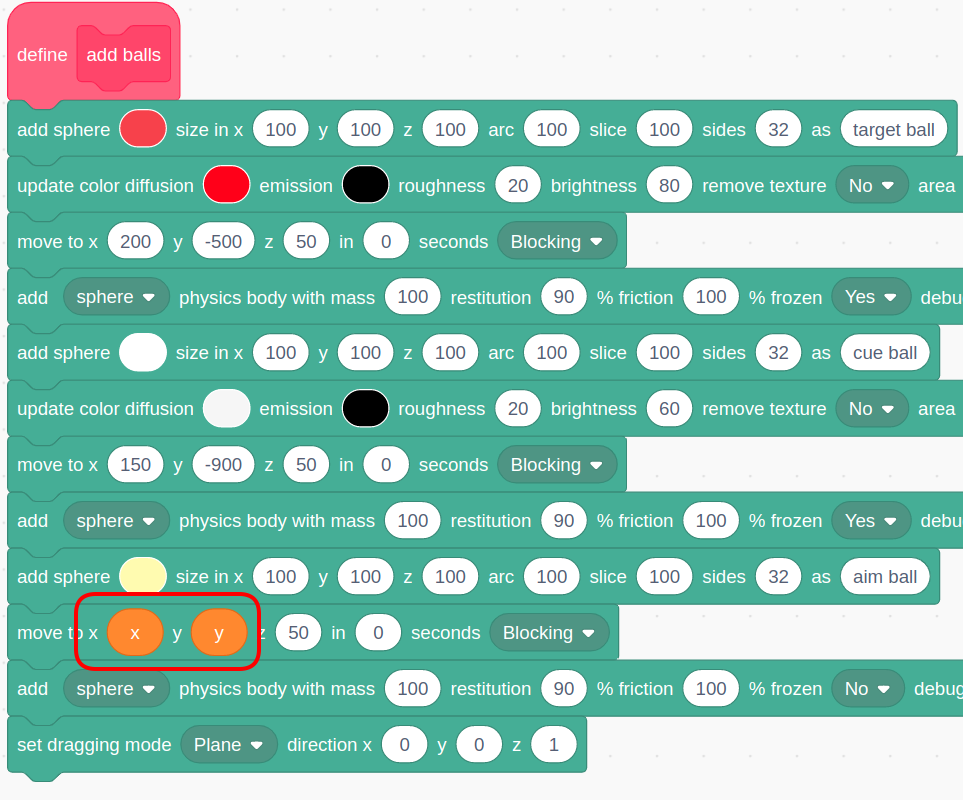 define add balls
add sphere size in x 100 y 100 z 100 arc 100 slice 100 sides 32 as target ball
update color diffusion emission roughness 20 brightness 80 remove texture No area
move to x 200 y -500 z 50 in 0 seconds Blocking
add sphere physics body with mass 100 restitution 90 % friction 100 % frozen Yes debu
add sphere size in x 100 y 100 z 100 arc 100 slice 100 sides 32 as cue ball
update color diffusion emission roughness 20 brightness 60 remove texture No area
move to x 150 y -900 z 50 in 0 seconds Blocking
add sphere physics body with mass 100 restitution 90 % friction 100 % frozen Yes debu
add sphere size in x 100 y 100 z 100 arc 100 slice 100 sides 32 as aim ball
move to x x y y z 50 in 0 seconds Blocking
add sphere physics body with mass 100 restitution 90 % friction 100 % frozen No debug
set dragging mode Plane direction x 0 y 0 z 1